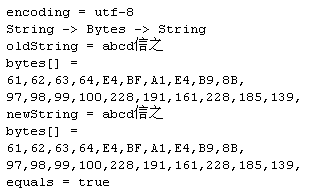 encoding = utf-8
String -> Bytes -> String
oldString = abcd信之
bytes[] =
61,62,63,64,E4,BF,A1,E4,B9,8B,
97,98,99,100,228,191,161,228,185,139,
newString = abcd信之
bytes[] =
61,62,63,64,E4,BF,A1,E4,B9,8B,
97,98,99,100,228,191,161,228,185,139,
equals = true